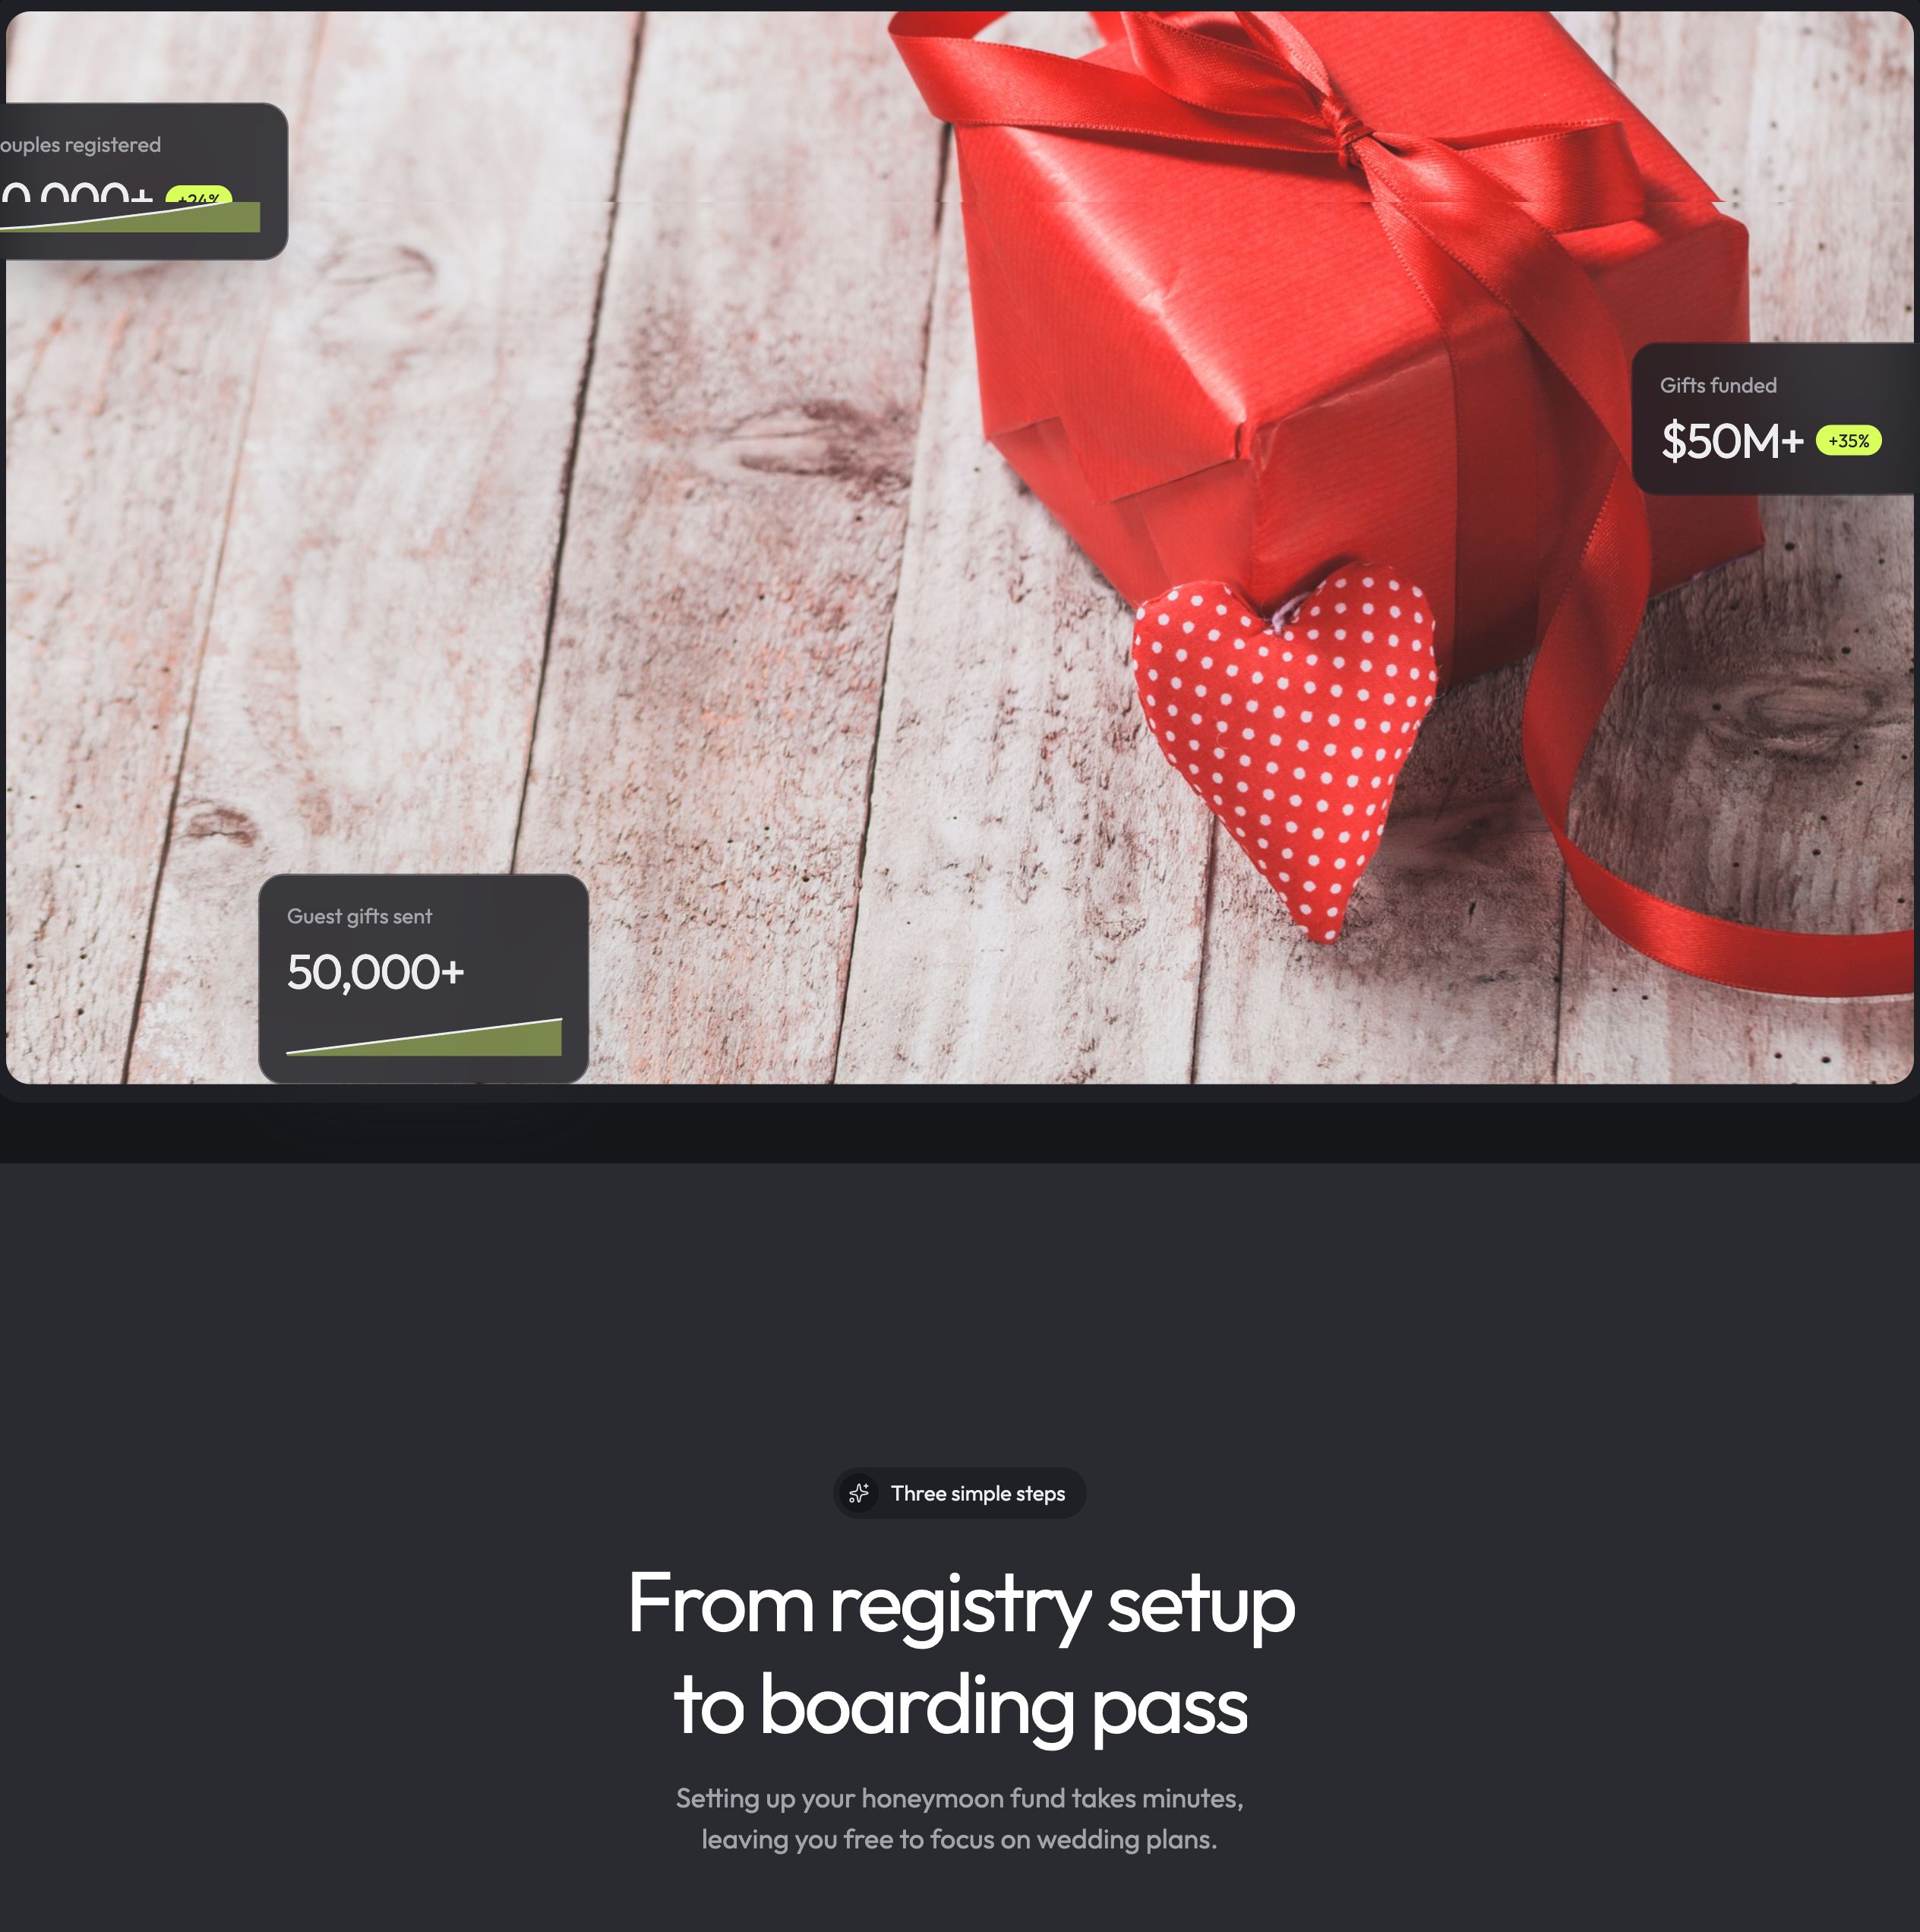 ouples registered
+24%
Gifts funded
$50M+ +35%
Guest gifts sent
50,000+
Three simple steps
From registry setup
to boarding pass
Setting up your honeymoon fund takes minutes,
leaving you free to focus on wedding plans.